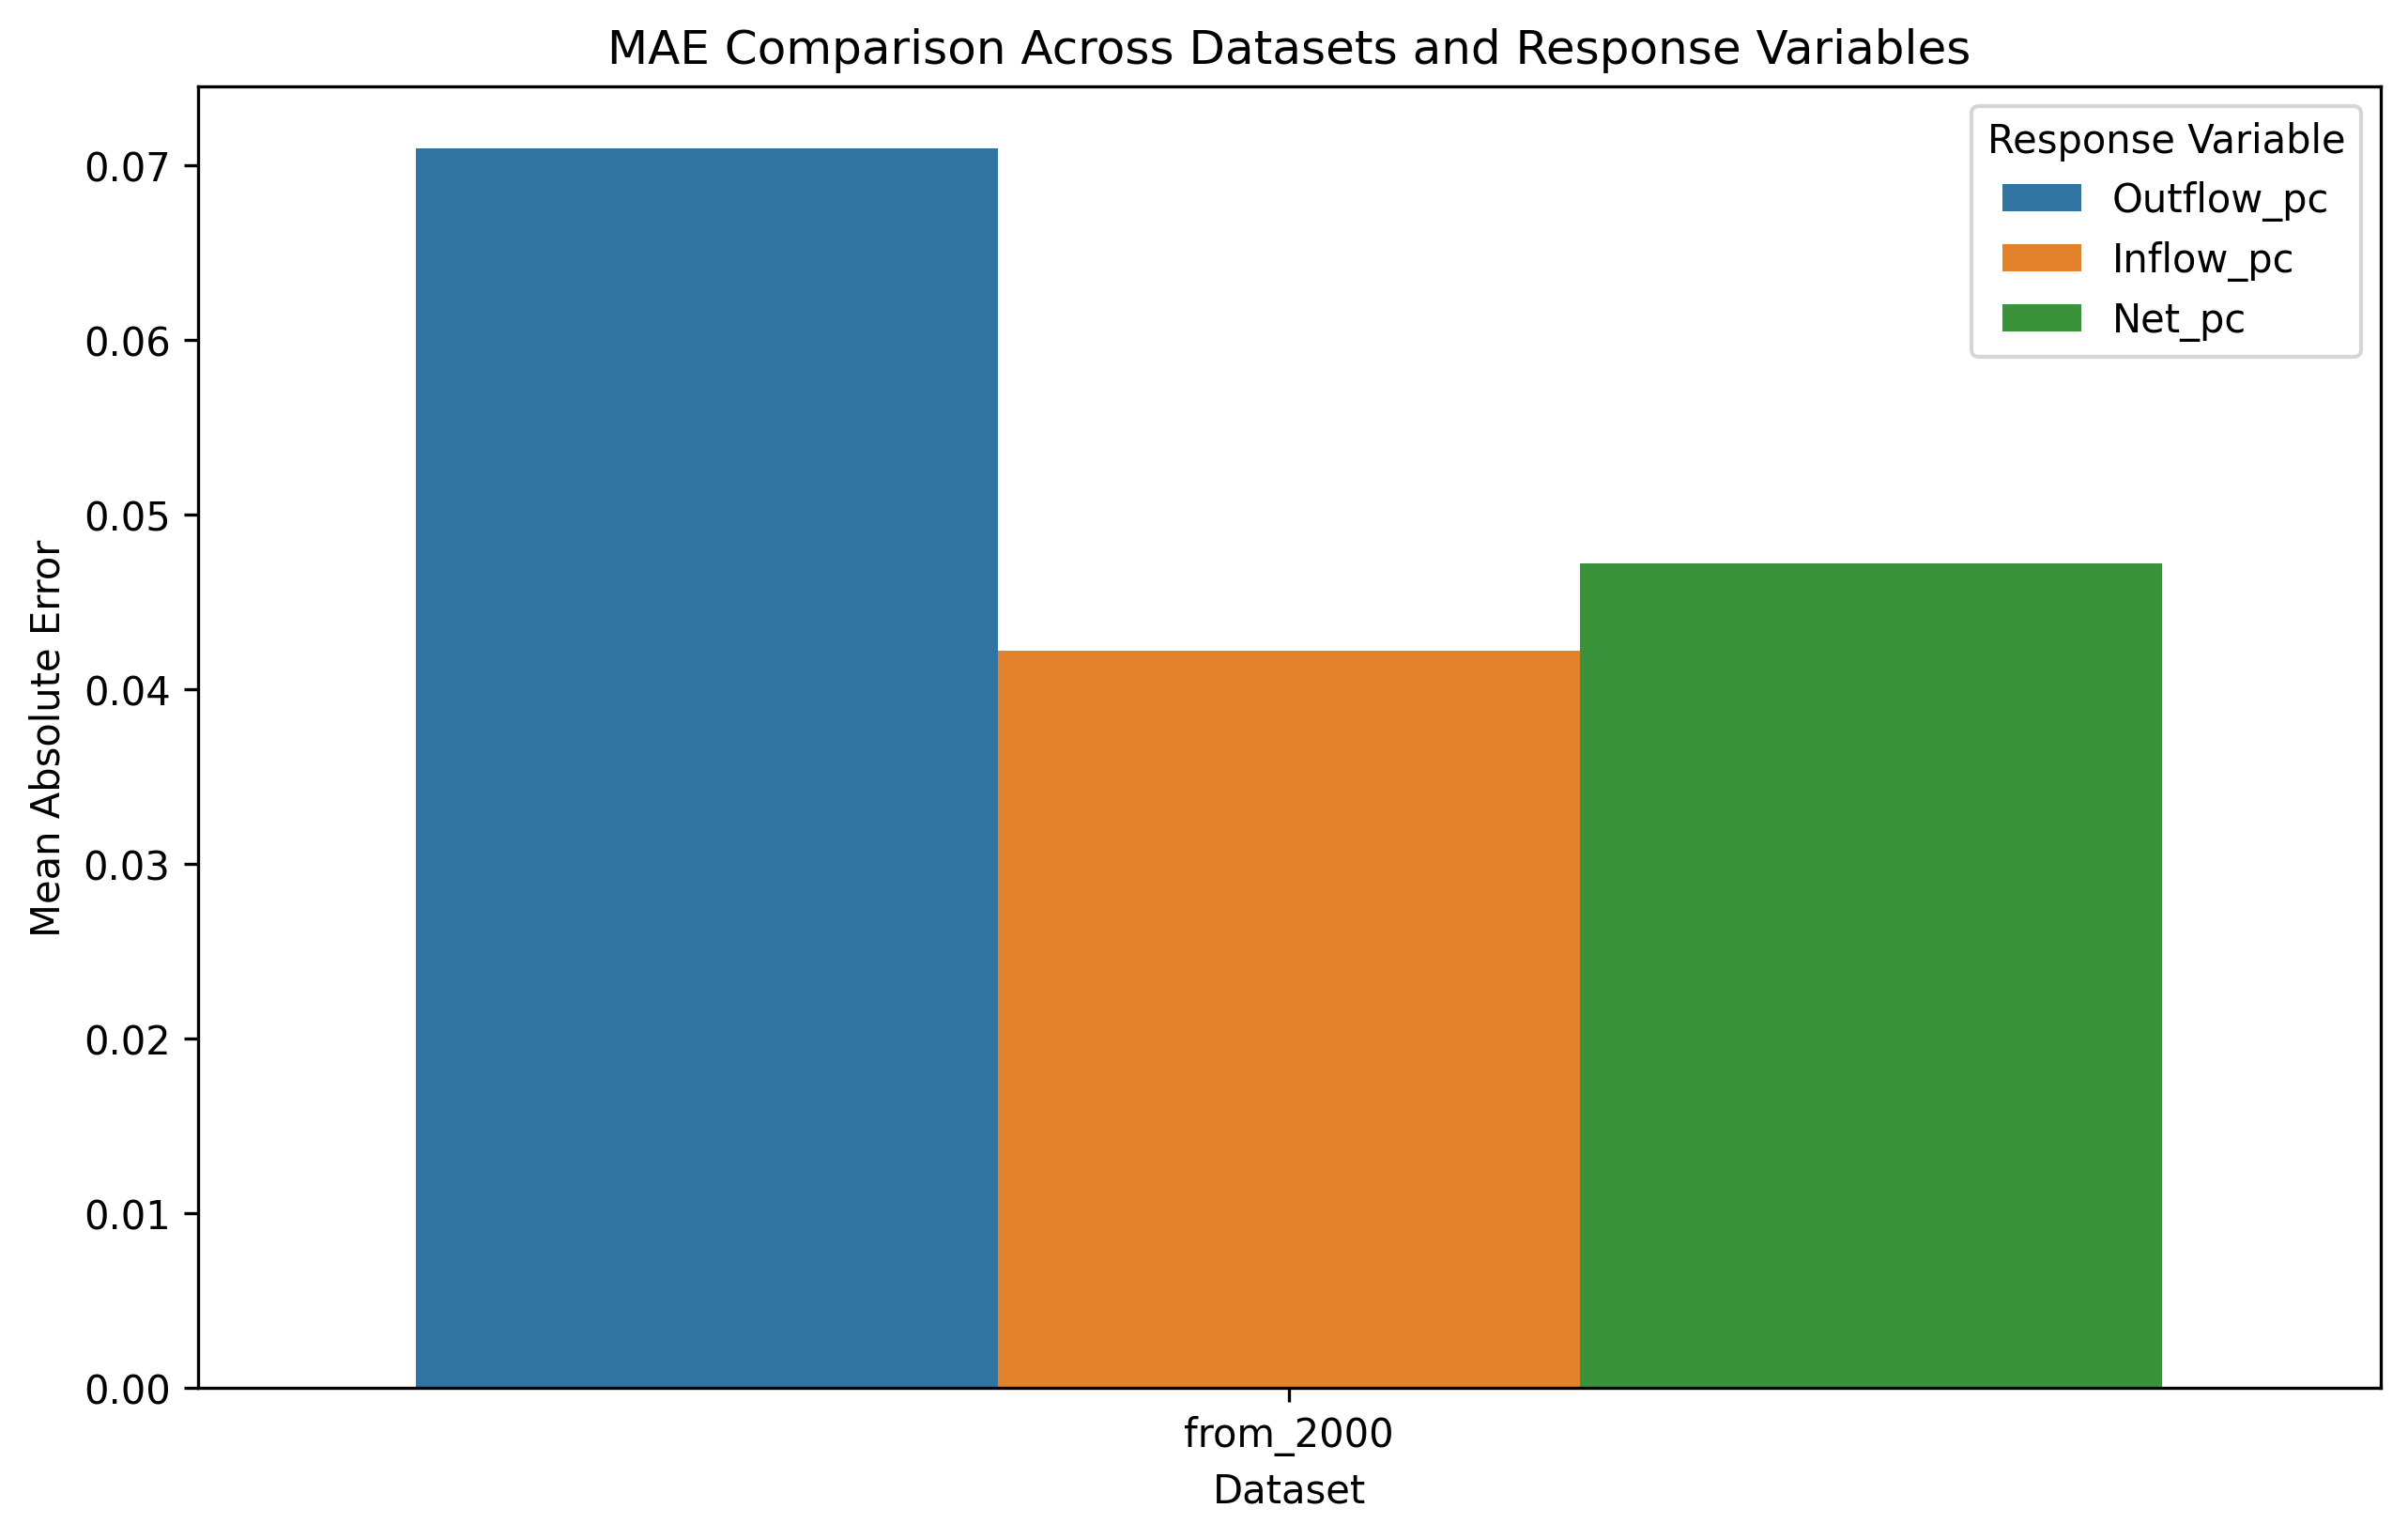 MAE Comparison Across Datasets and Response Variables
Response Variable
Outflow_pc
Inflow_pc
Net_pc
Mean Absolute Error
0.07
0.06
0.05
0.04
0.03
0.02
0.01
0.00
from_2000
Dataset